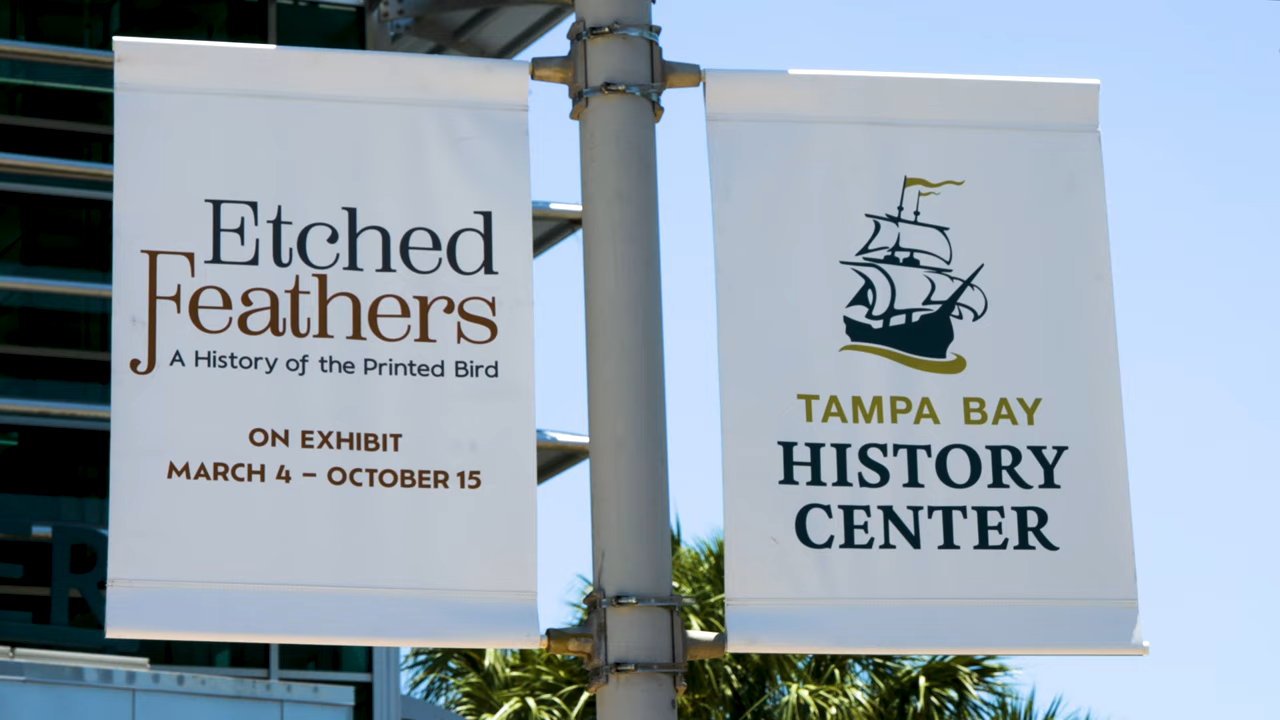 Etched
Feathers
A History of the Printed Bird
ON EXHIBIT
MARCH 4 – OCTOBER 15
TAMPA BAY
HISTORY
CENTER